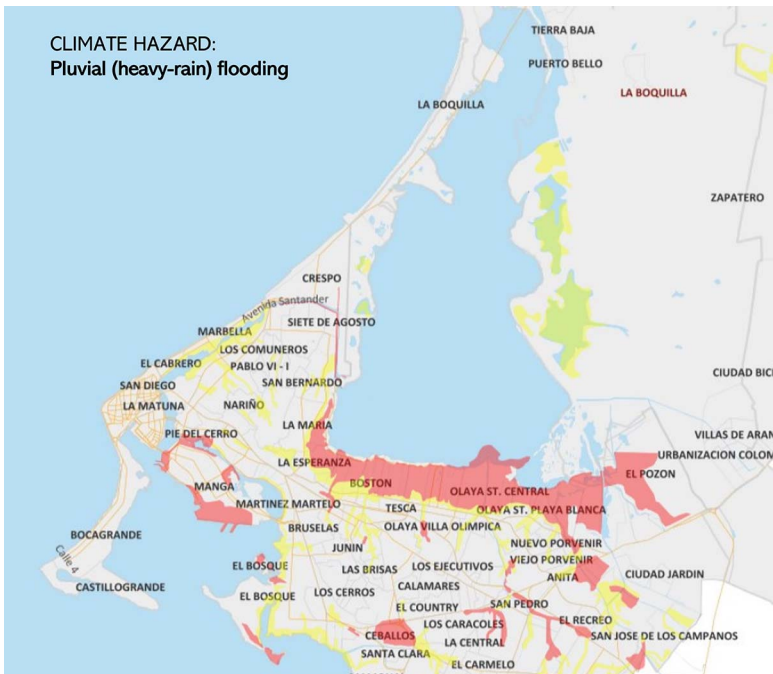 CLIMATE HAZARD:
Pluvial (heavy-rain) flooding
TIERRA BAJA
PUERTO BELLO
LA BOQUILLA
LA BOQUILLA
ZAPATERO
CRESPO
Avenida Santander
SIETE DE AGOSTO
MARBELLA
LOS COMUNEROS
EL CABRERO
PABLO VI - I
CIUDAD BIC
SAN DIEGO
SAN BERNARDO
LA MATUNA
NARIÑO
LA MARIA
PIE DEL CERRO
VILLAS DE ARAN
URBANIZACION COLOM
LA ESPERANZA
EL POZON
BOSTON
MANGA
OLAYA ST. CENTRAL
MARTINEZ MARTELO
TESCA
OLAYA ST. PLAYA BLANCA
BRUSELAS
OLAYA VILLA OLIMPICA
BOCAGRANDE
JUNIN
NUEVO PORVENIR
VIEJO PORVENIR
Calle 4
EL BOSQUE
LAS BRISAS
LOS EJECUTIVOS
ANITA
CIUDAD JARDIN
CASTILLOGRANDE
EL BOSQUE
LOS CERROS
CALAMARES
EL COUNTRY
SAN PEDRO
LOS CARACOLES
EL RECREO
CEBALLOS
LA CENTRAL
SAN JOSE DE LOS CAMPANOS
SANTA CLARA
EL CARMELO